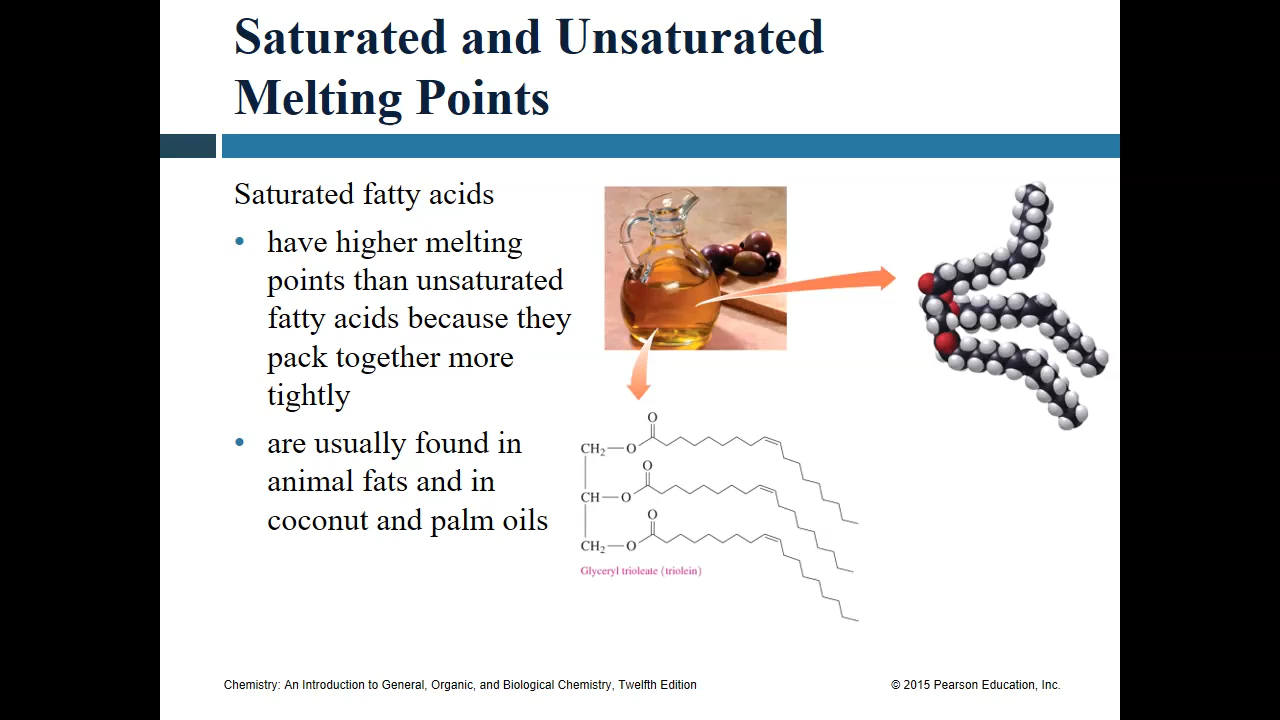 Saturated and Unsaturated
Melting Points
Saturated fatty acids
• have higher melting
points than unsaturated
fatty acids because they
pack together more
tightly
• are usually found in
animal fats and in
coconut and palm oils
O
CH₂—O
O
CH—O
O
CH₂—O
Glyceryl trioleate (triolein)
Chemistry: An Introduction to General, Organic, and Biological Chemistry, Twelfth Edition
© 2015 Pearson Education, Inc.